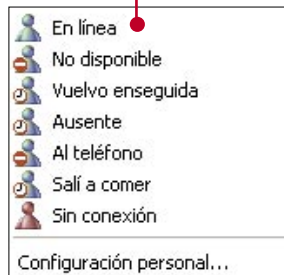 En línea
No disponible
Vuelvo enseguida
Ausente
Al teléfono
Salí a comer
Sin conexión
Configuración personal...